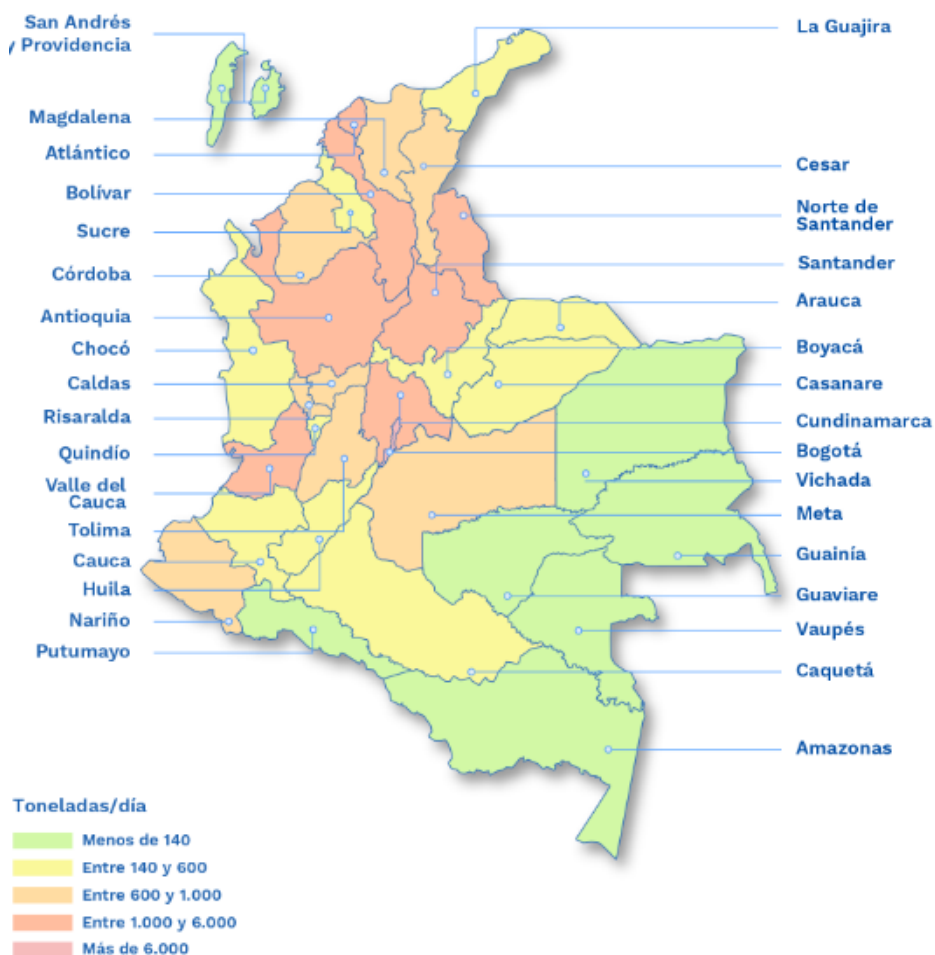 San Andrés
y Providencia
Magdalena
Atlántico
Bolívar
Sucre
Córdoba
Antioquia
Chocó
Caldas
Risaralda
Quindío
Valle del
Cauca
Tolima
Cauca
Huila
Nariño
Putumayo
La Guajira
Cesar
Norte de
Santander
Santander
Arauca
Boyacá
Casanare
Cundinamarca
Bogotá
Vichada
Meta
Guainía
Guaviare
Vaupés
Caquetá
Amazonas
Toneladas/día
Menos de 140
Entre 140 y 600
Entre 600 y 1.000
Entre 1.000 y 6.000
Más de 6.000